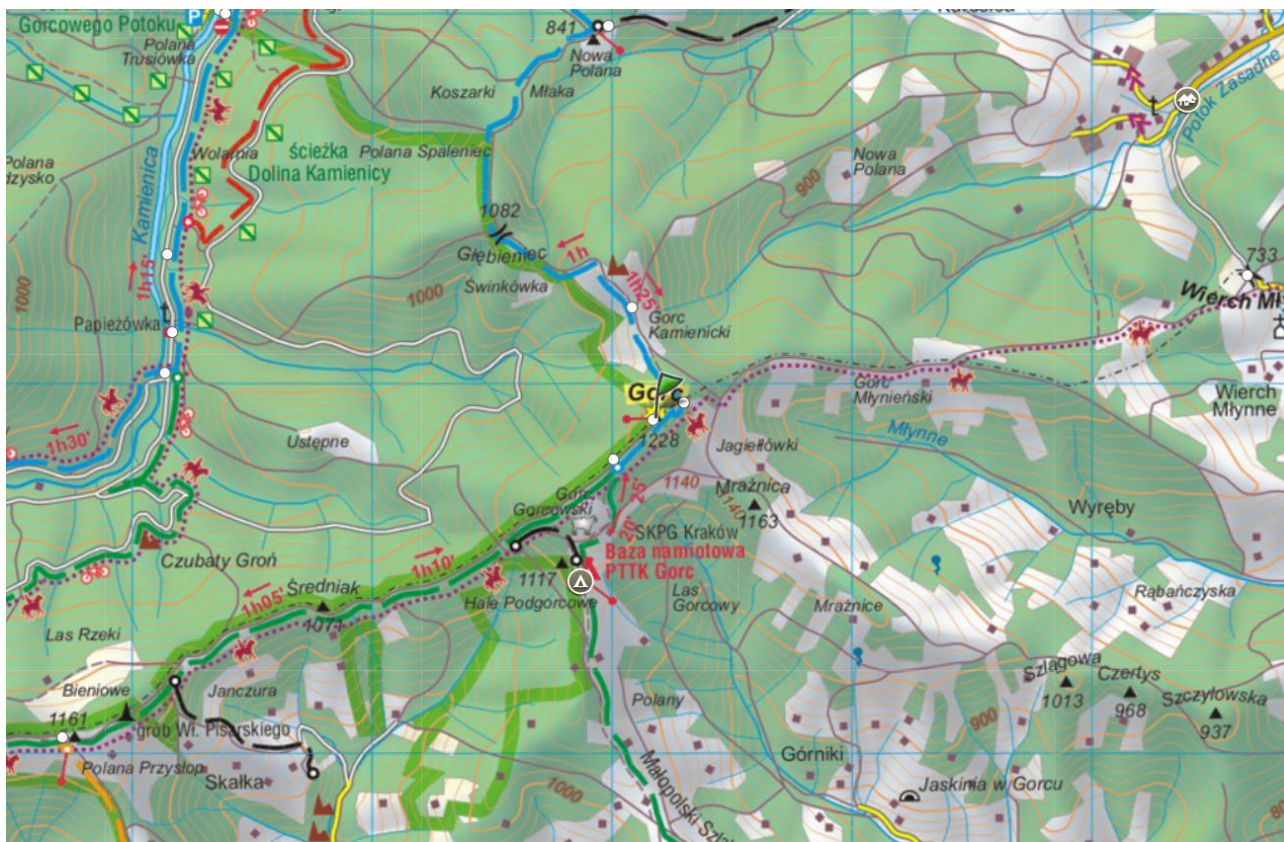 Gorcowego Potoku
P
Polana
Trusiówka
841
Nowa
Polana
Koszarki
Młaka
Potok Zasadne
Polana
Wolarnia
ścieżka
Dolina Kamienicy
Polana Spaleniec
Nowa
Polana
900
Kamienica
1h15'
1082
Głębieniec
1h
Świnkówka
1h25'
1000
1000
Gorc
Kamienicki
733
Papieżówka
Wierch
Gorc
Gorc
Młynieński
Wierch
Młynne
1h30'
Ustępne
1228
Jagiełłówki
Młynne
1140
1140
Mraźnica
1163
Wyręby
Gorc
Gorcowski
25'
20'
SKPG Kraków
Baza namiotowa
PTTK Gorc
Czubaty Groń
1h10'
1117
Średniak
1h05'
1071
Hale Podgorcowe
Las
Gorcowy
Mraźnice
Rąbańczyska
Las Rzeki
Bieniowe
Janczura
Polany
Szlagowa
1013
Czertys
968
Szczyłowska
937
1161
grób Wł. Pisarskiego
Polana Przysłop
Skałka
900
Górniki
1000
Małopolski
Jaskinia w Gorcu